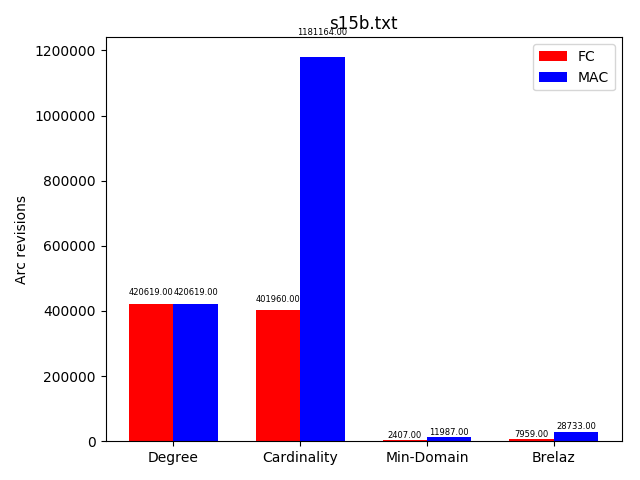 s15b.txt
1181164.00
1200000
FC
MAC
1000000
800000
600000
Arc revisions
420619.00 420619.00
401960.00
400000
200000
2407.00 11987.00
7959.00 28733.00
0
Degree Cardinality Min-Domain Brelaz